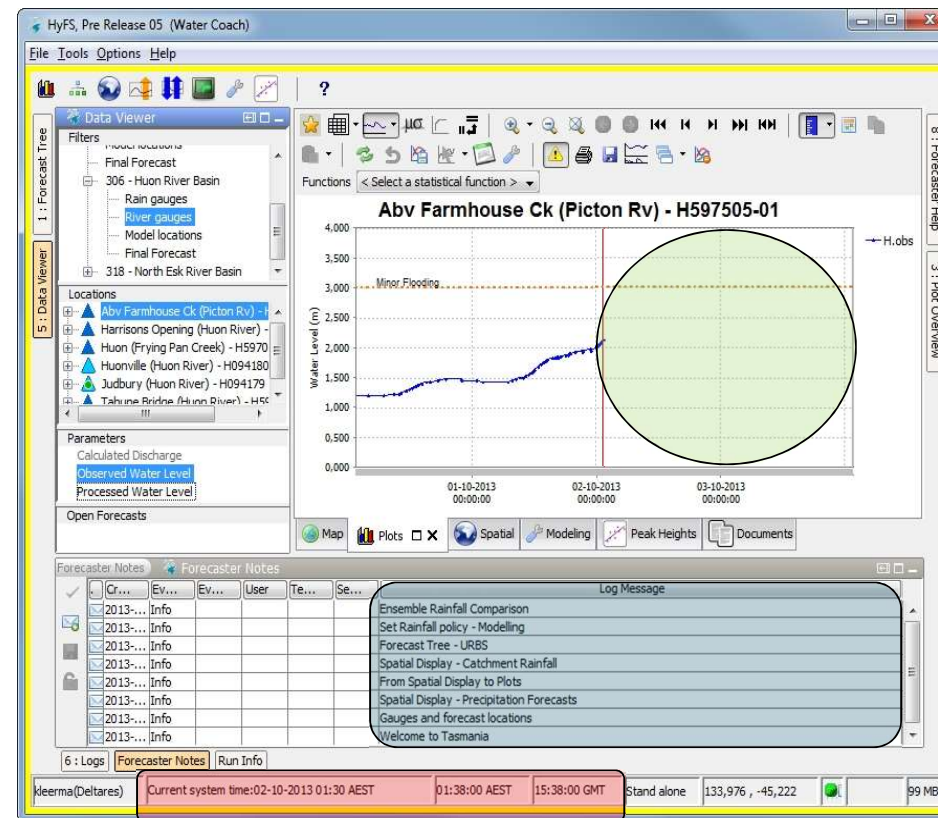 HyFS, Pre Release 05 (Water Coach)
File Tools Options Help
?
1 : Forecast Tree
5 : Data Viewer
Data Viewer
Filters
Final Forecast
306 - Huon River Basin
Rain gauges
River gauges
Model locations
Final Forecast
318 - North Esk River Basin
Locations
Abv Farmhouse Ck (Picton Rv) - H
Harrisons Opening (Huon River) -
Huon (Frying Pan Creek) - H5970
Huonville (Huon River) - H094180
Judbury (Huon River) - H094179
Tahune Bridge (Huon River) - H59
Parameters
Calculated Discharge
Observed Water Level
Processed Water Level
Open Forecasts
μσ
Functions < Select a statistical function >
Abv Farmhouse Ck (Picton Rv) - H597505-01
H.obs
Water Level (m)
4,000
3,500
3,000
2,500
2,000
1,500
1,000
0,500
0,000
Minor Flooding
01-10-2013 00:00:00
02-10-2013 00:00:00
03-10-2013 00:00:00
Map Plots Spatial Modeling Peak Heights Documents
8 : Forecaster Help
3 : Plot Overview
Forecaster Notes Forecaster Notes
. Cr... Ev... Ev... User Te... Se... Log Message
2013-... Info Ensemble Rainfall Comparison
2013-... Info Set Rainfall policy - Modelling
2013-... Info Forecast Tree - URBS
2013-... Info Spatial Display - Catchment Rainfall
2013-... Info From Spatial Display to Plots
2013-... Info Spatial Display - Precipitation Forecasts
2013-... Info Gauges and forecast locations
2013-... Info Welcome to Tasmania
6 : Logs Forecaster Notes Run Info
kleerma(Deltares) Current system time:02-10-2013 01:30 AEST 01:38:00 AEST 15:38:00 GMT Stand alone 133,976 , -45,222 99 MB